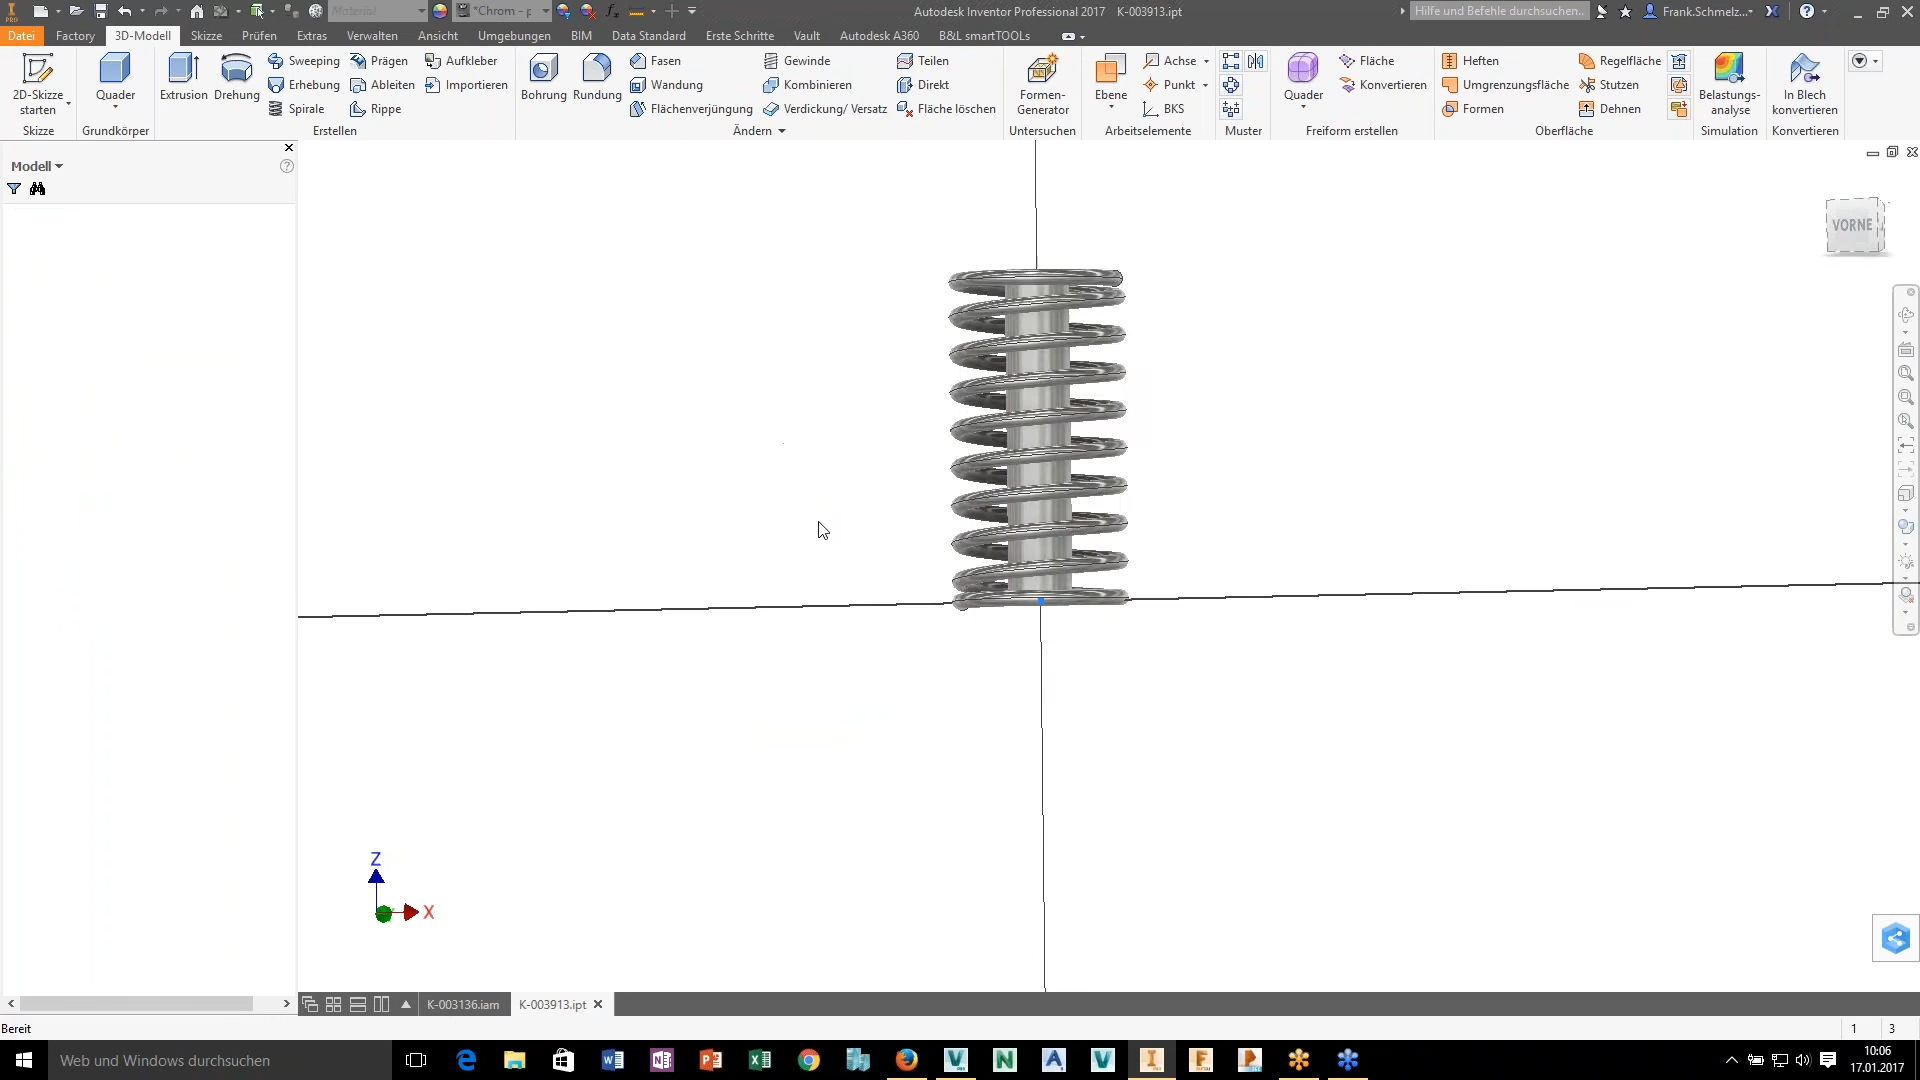 PRO
Material
*Chrom - p
Autodesk Inventor Professional 2017 K-003913.ipt
Hilfe und Befehle durchsuchen...
Frank.Schmelz...
Datei Factory 3D-Modell Skizze Prüfen Extras Verwalten Ansicht Umgebungen BIM Data Standard Erste Schritte Vault Autodesk A360 B&L smartTOOLs
2D-Skizze starten
Quader
Extrusion
Drehung
Sweeping
Erhebung
Spirale
Prägen
Ableiten
Rippe
Aufkleber
Importieren
Bohrung
Rundung
Fasen
Wandung
Flächenverjüngung
Gewinde
Kombinieren
Verdickung/ Versatz
Teilen
Direkt
Fläche löschen
Formen-
Generator
Ebene
Achse
Punkt
BKS
Quader
Fläche
Konvertieren
Heften
Umgrenzungsfläche
Formen
Regelfläche
Stutzen
Dehnen
Belastungs-
analyse
In Blech
konvertieren
Skizze Grundkörper Erstellen Ändern Untersuchen Arbeitselemente Muster Freiform erstellen Oberfläche Simulation Konvertieren
Modell
VORNE
Z
X
K-003136.iam K-003913.ipt
Bereit
1 3
Web und Windows durchsuchen
10:06
17.01.2017